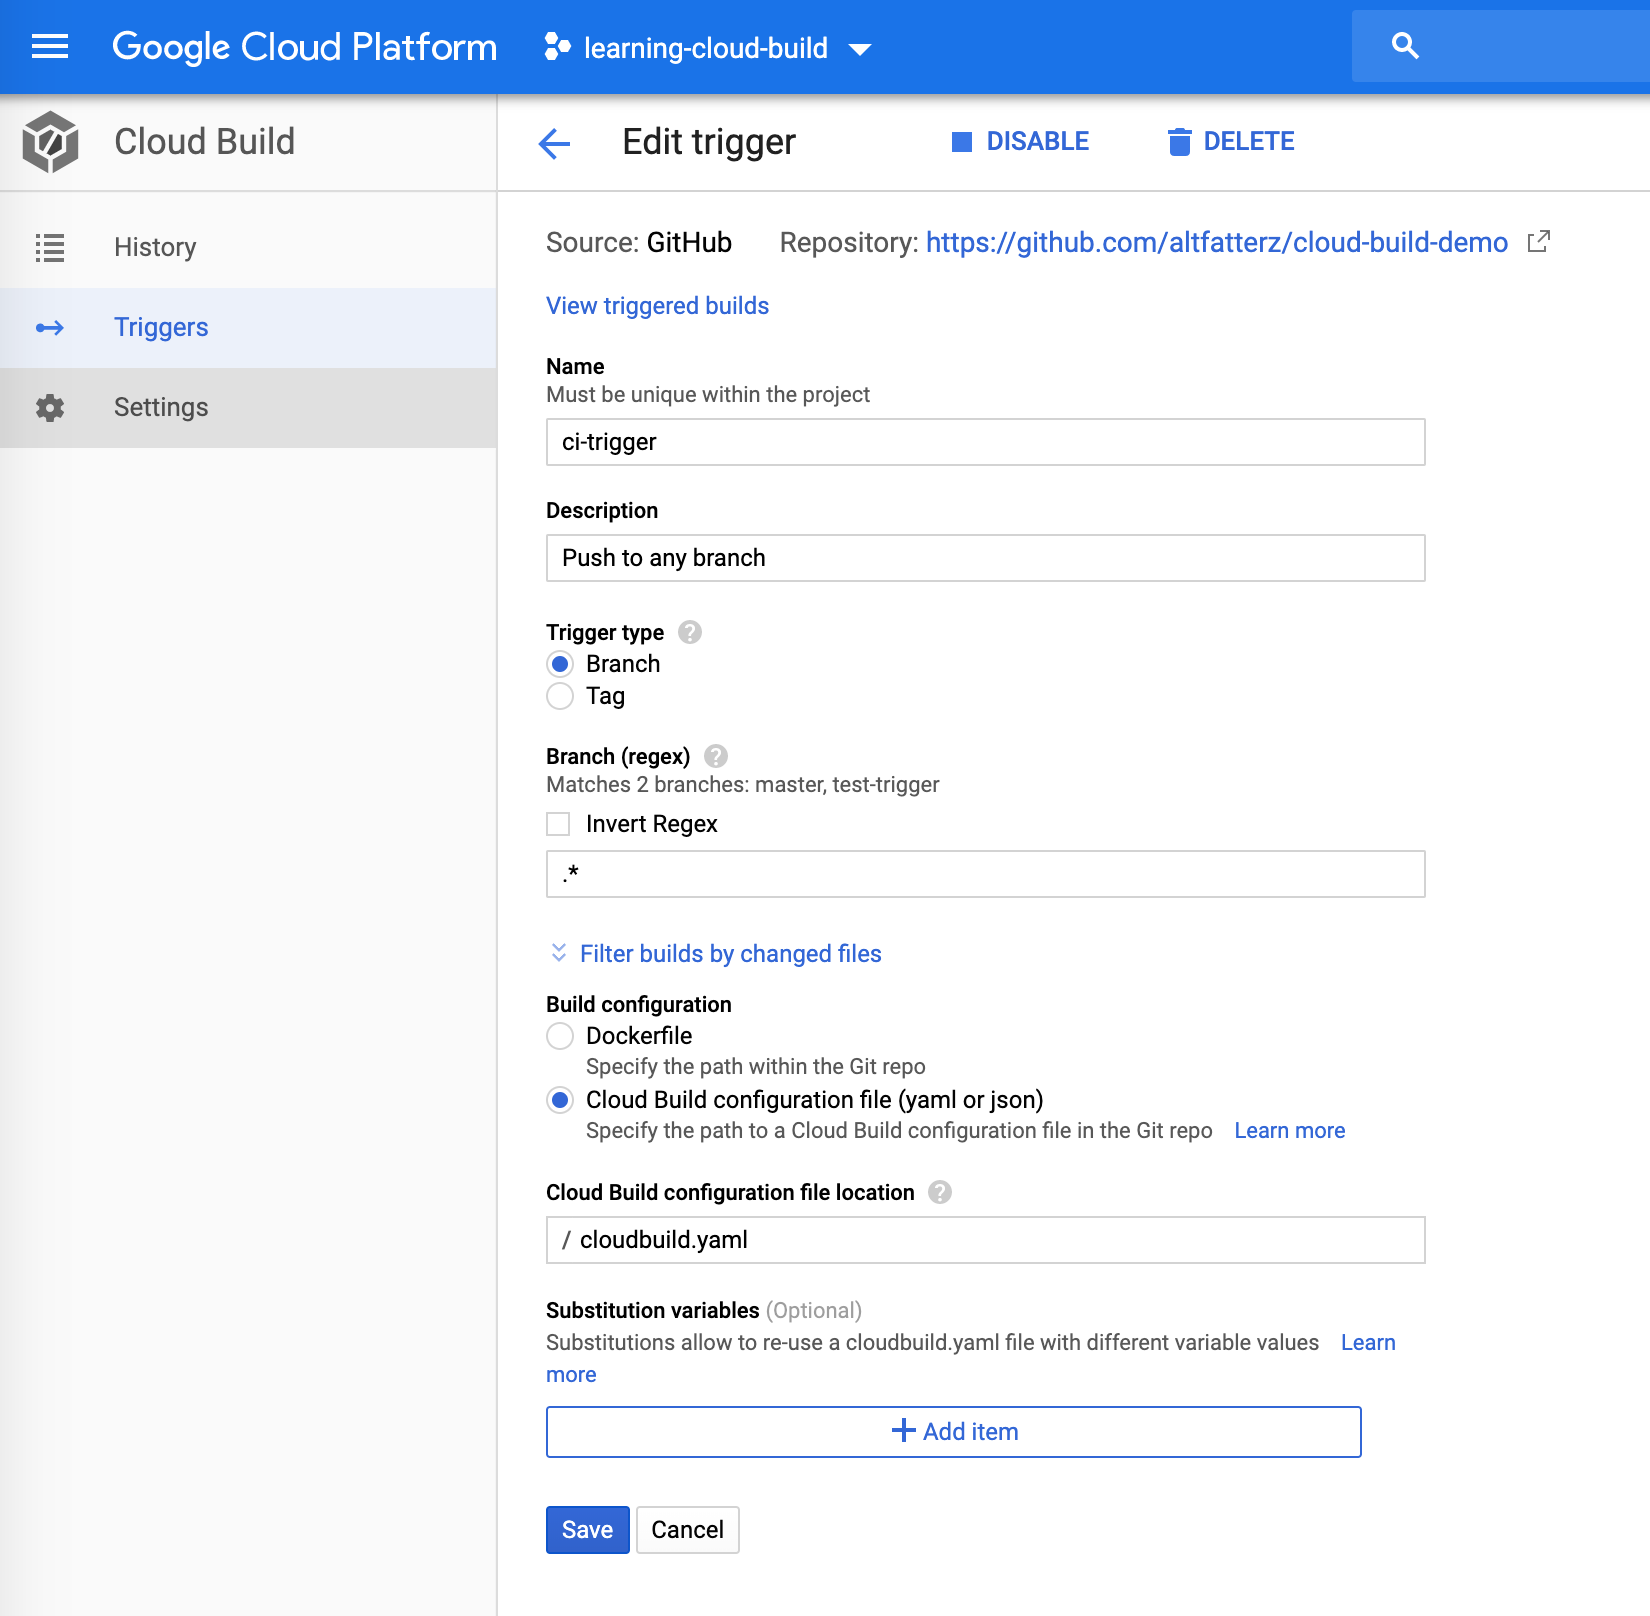 Google Cloud Platform learning-cloud-build
Cloud Build
Edit trigger DISABLE DELETE
History
Triggers
Settings
Source: GitHub Repository: https://github.com/altfatterz/cloud-build-demo
View triggered builds
Name
Must be unique within the project
ci-trigger
Description
Push to any branch
Trigger type ?
Branch
Tag
Branch (regex) ?
Matches 2 branches: master, test-trigger
Invert Regex
.*
Filter builds by changed files
Build configuration
Dockerfile
Specify the path within the Git repo
Cloud Build configuration file (yaml or json)
Specify the path to a Cloud Build configuration file in the Git repo Learn more
Cloud Build configuration file location ?
/ cloudbuild.yaml
Substitution variables (Optional)
Substitutions allow to re-use a cloudbuild.yaml file with different variable values Learn
more
+ Add item
Save Cancel